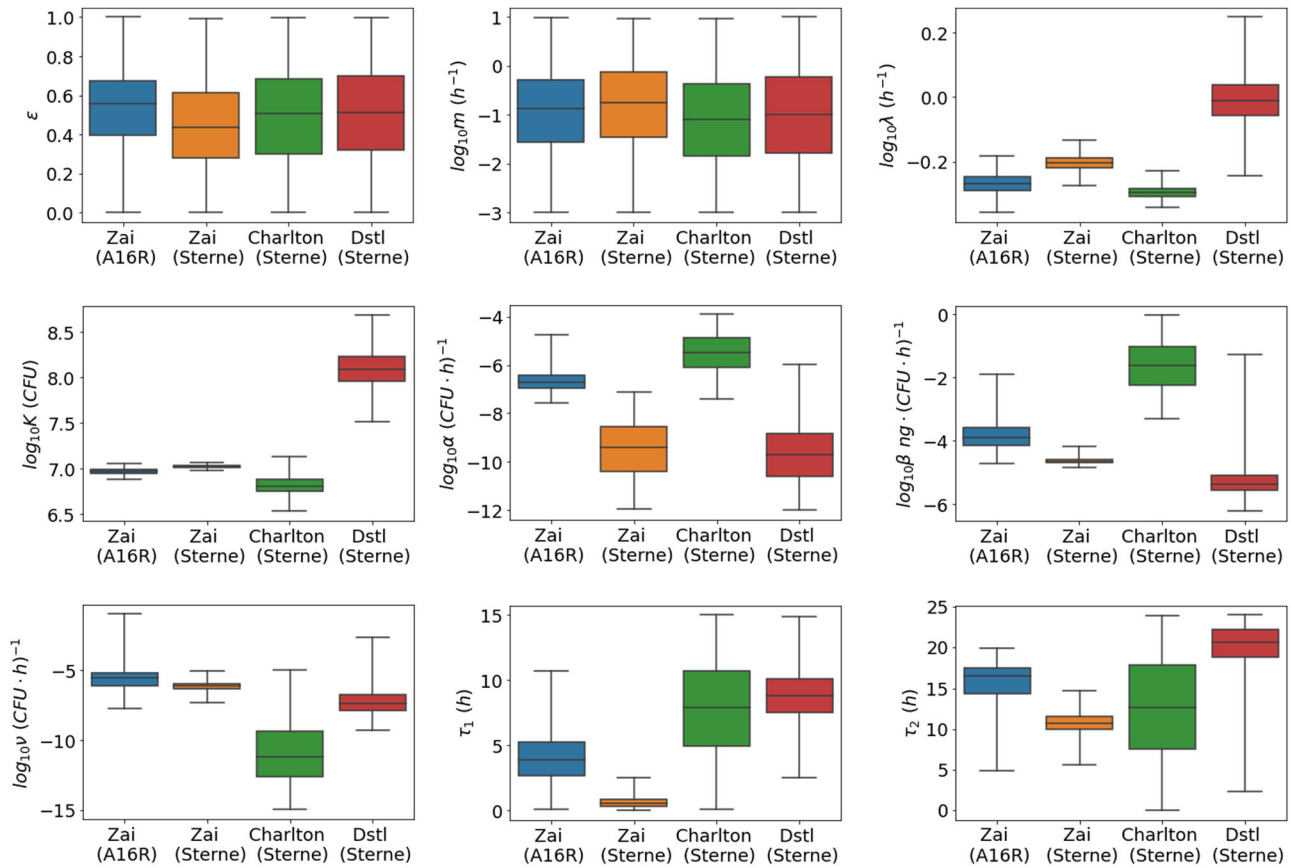 1.0
0.8
0.6
0.4
0.2
0.0
ε
Zai
(A16R)
Zai
(Sterne)
Charlton
(Sterne)
Dstl
(Sterne)
1
0
−1
−2
−3
log₁₀m (h⁻¹)
Zai
(A16R)
Zai
(Sterne)
Charlton
(Sterne)
Dstl
(Sterne)
0.2
0.0
−0.2
log₁₀λ (h⁻¹)
Zai
(A16R)
Zai
(Sterne)
Charlton
(Sterne)
Dstl
(Sterne)
8.5
8.0
7.5
7.0
6.5
log₁₀K (CFU)
Zai
(A16R)
Zai
(Sterne)
Charlton
(Sterne)
Dstl
(Sterne)
−4
−6
−8
−10
−12
log₁₀α (CFU · h)⁻¹
Zai
(A16R)
Zai
(Sterne)
Charlton
(Sterne)
Dstl
(Sterne)
0
−2
−4
−6
log₁₀β ng · (CFU · h)⁻¹
Zai
(A16R)
Zai
(Sterne)
Charlton
(Sterne)
Dstl
(Sterne)
−5
−10
−15
log₁₀ν (CFU · h)⁻¹
Zai
(A16R)
Zai
(Sterne)
Charlton
(Sterne)
Dstl
(Sterne)
15
10
5
0
τ₁ (h)
Zai
(A16R)
Zai
(Sterne)
Charlton
(Sterne)
Dstl
(Sterne)
25
20
15
10
5
0
τ₂ (h)
Zai
(A16R)
Zai
(Sterne)
Charlton
(Sterne)
Dstl
(Sterne)